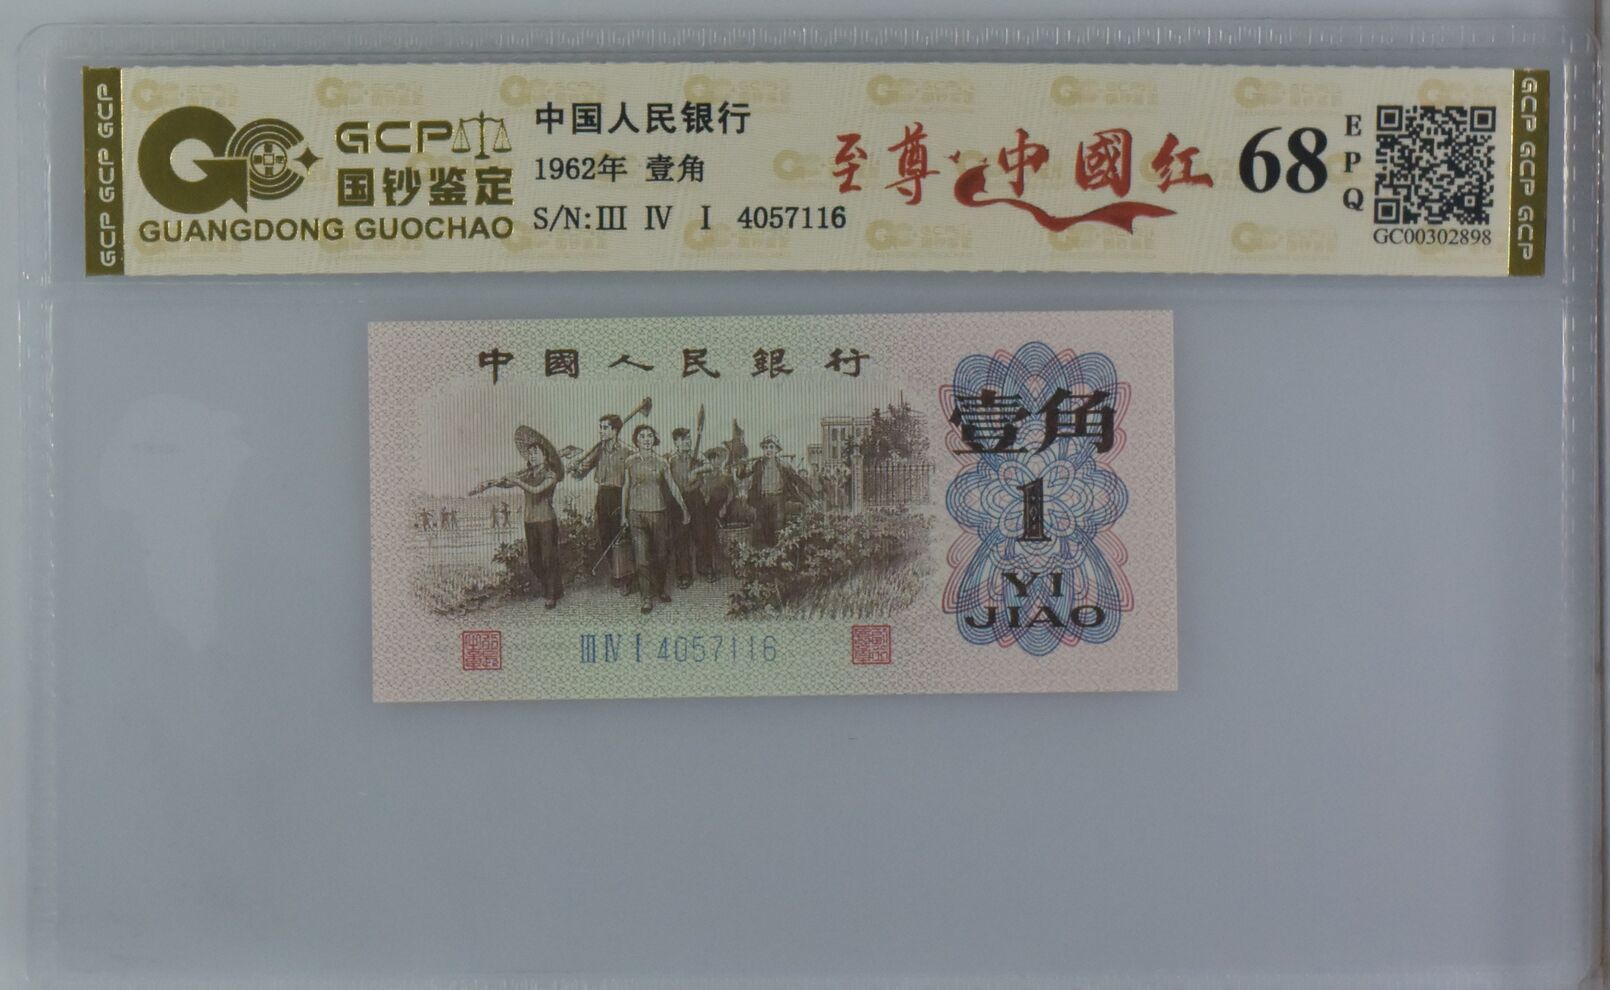 GCP GCP GCP
GCP
国钞鉴定
GUANGDONG GUOCHAO
中国人民银行
1962年 壹角
S/N:Ⅲ Ⅳ Ⅰ 4057116
至尊 中國红
68
EPQ
GC00302898
GCP GCP GCP
中國人民銀行
壹角
1
YI
JIAO
Ⅲ Ⅳ Ⅰ 4057116